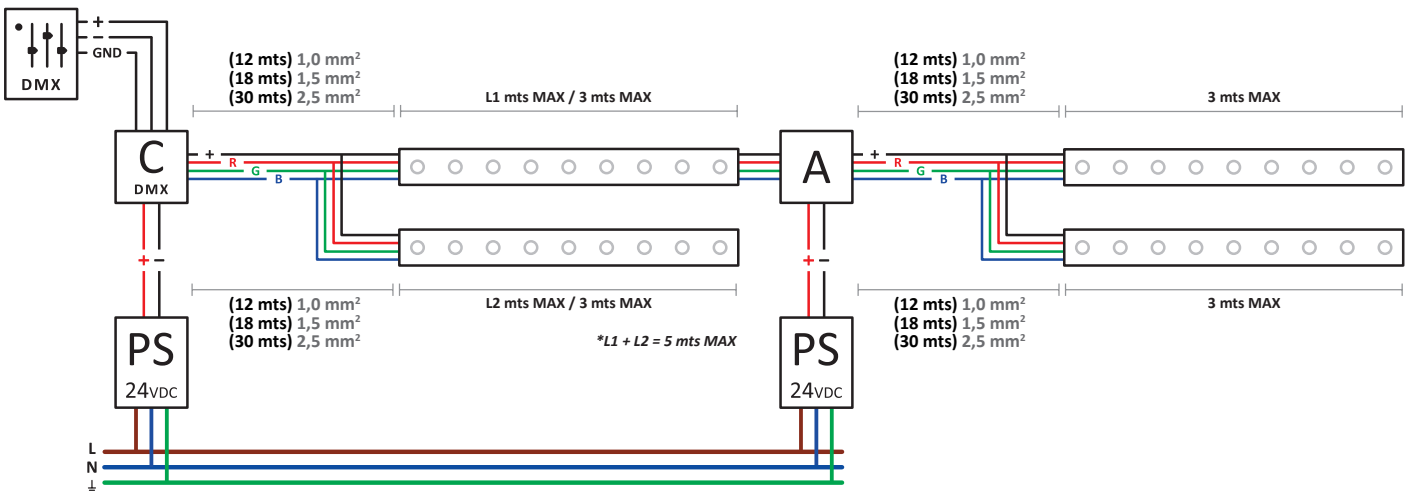 +
−
GND
DMX
(12 mts) 1,0 mm²
(18 mts) 1,5 mm²
(30 mts) 2,5 mm²
L1 mts MAX / 3 mts MAX
(12 mts) 1,0 mm²
(18 mts) 1,5 mm²
(30 mts) 2,5 mm²
3 mts MAX
C
DMX
+
R
G
B
A
+
R
G
B
+ −
+ −
(12 mts) 1,0 mm²
(18 mts) 1,5 mm²
(30 mts) 2,5 mm²
L2 mts MAX / 3 mts MAX
*L1 + L2 = 5 mts MAX
(12 mts) 1,0 mm²
(18 mts) 1,5 mm²
(30 mts) 2,5 mm²
3 mts MAX
PS
24VDC
PS
24VDC
L
N